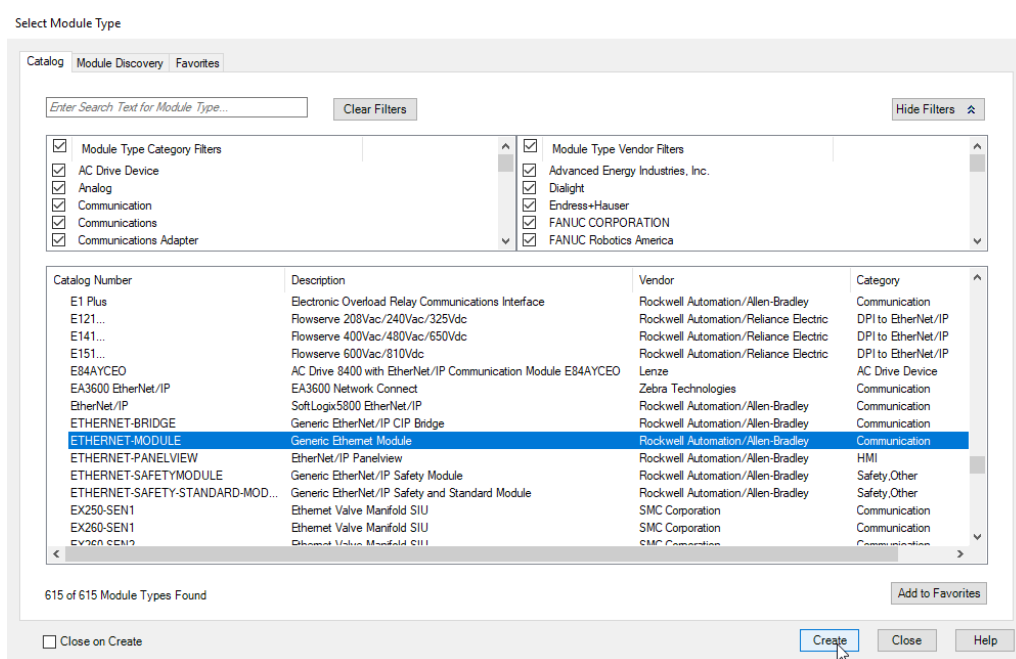 Select Module Type
Catalog Module Discovery Favorites
Enter Search Text for Module Type...
Clear Filters
Hide Filters
Module Type Category Filters
AC Drive Device
Analog
Communication
Communications
Communications Adapter
Module Type Vendor Filters
Advanced Energy Industries, Inc.
Dialight
Endress+Hauser
FANUC CORPORATION
FANUC Robotics America
Catalog Number Description Vendor Category
E1 Plus Electronic Overload Relay Communications Interface Rockwell Automation/Allen-Bradley Communication
E121... Flowserve 208Vac/240Vac/325Vdc Rockwell Automation/Reliance Electric DPI to EtherNet/IP
E141... Flowserve 400Vac/480Vac/650Vdc Rockwell Automation/Reliance Electric DPI to EtherNet/IP
E151... Flowserve 600Vac/810Vdc Rockwell Automation/Reliance Electric DPI to EtherNet/IP
E84AYCEO AC Drive 8400 with EtherNet/IP Communication Module E84AYCEO Lenze AC Drive Device
EA3600 EtherNet/IP EA3600 Network Connect Zebra Technologies Communication
EtherNet/IP SoftLogix5800 EtherNet/IP Rockwell Automation/Allen-Bradley Communication
ETHERNET-BRIDGE Generic EtherNet/IP CIP Bridge Rockwell Automation/Allen-Bradley Communication
ETHERNET-MODULE Generic Ethernet Module Rockwell Automation/Allen-Bradley Communication
ETHERNET-PANELVIEW EtherNet/IP Panelview Rockwell Automation/Allen-Bradley HMI
ETHERNET-SAFETYMODULE Generic EtherNet/IP Safety Module Rockwell Automation/Allen-Bradley Safety,Other
ETHERNET-SAFETY-STANDARD-MOD... Generic EtherNet/IP Safety and Standard Module Rockwell Automation/Allen-Bradley Safety,Other
EX250-SEN1 Ethernet Valve Manifold SIU SMC Corporation Communication
EX260-SEN1 Ethernet Valve Manifold SIU SMC Corporation Communication
EX260-SEN2 Ethernet Valve Manifold SIU SMC Corporation Communication
615 of 615 Module Types Found
Add to Favorites
Close on Create
Create Close Help